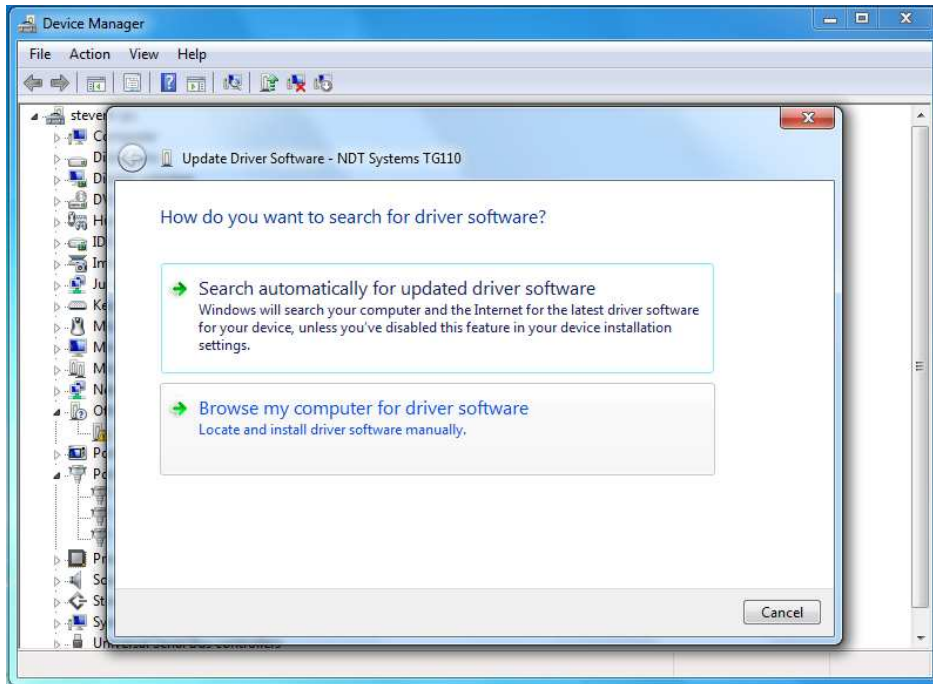 Device Manager
File Action View Help
Update Driver Software - NDT Systems TG110
How do you want to search for driver software?
Search automatically for updated driver software
Windows will search your computer and the Internet for the latest driver software
for your device, unless you've disabled this feature in your device installation
settings.
Browse my computer for driver software
Locate and install driver software manually.
Cancel